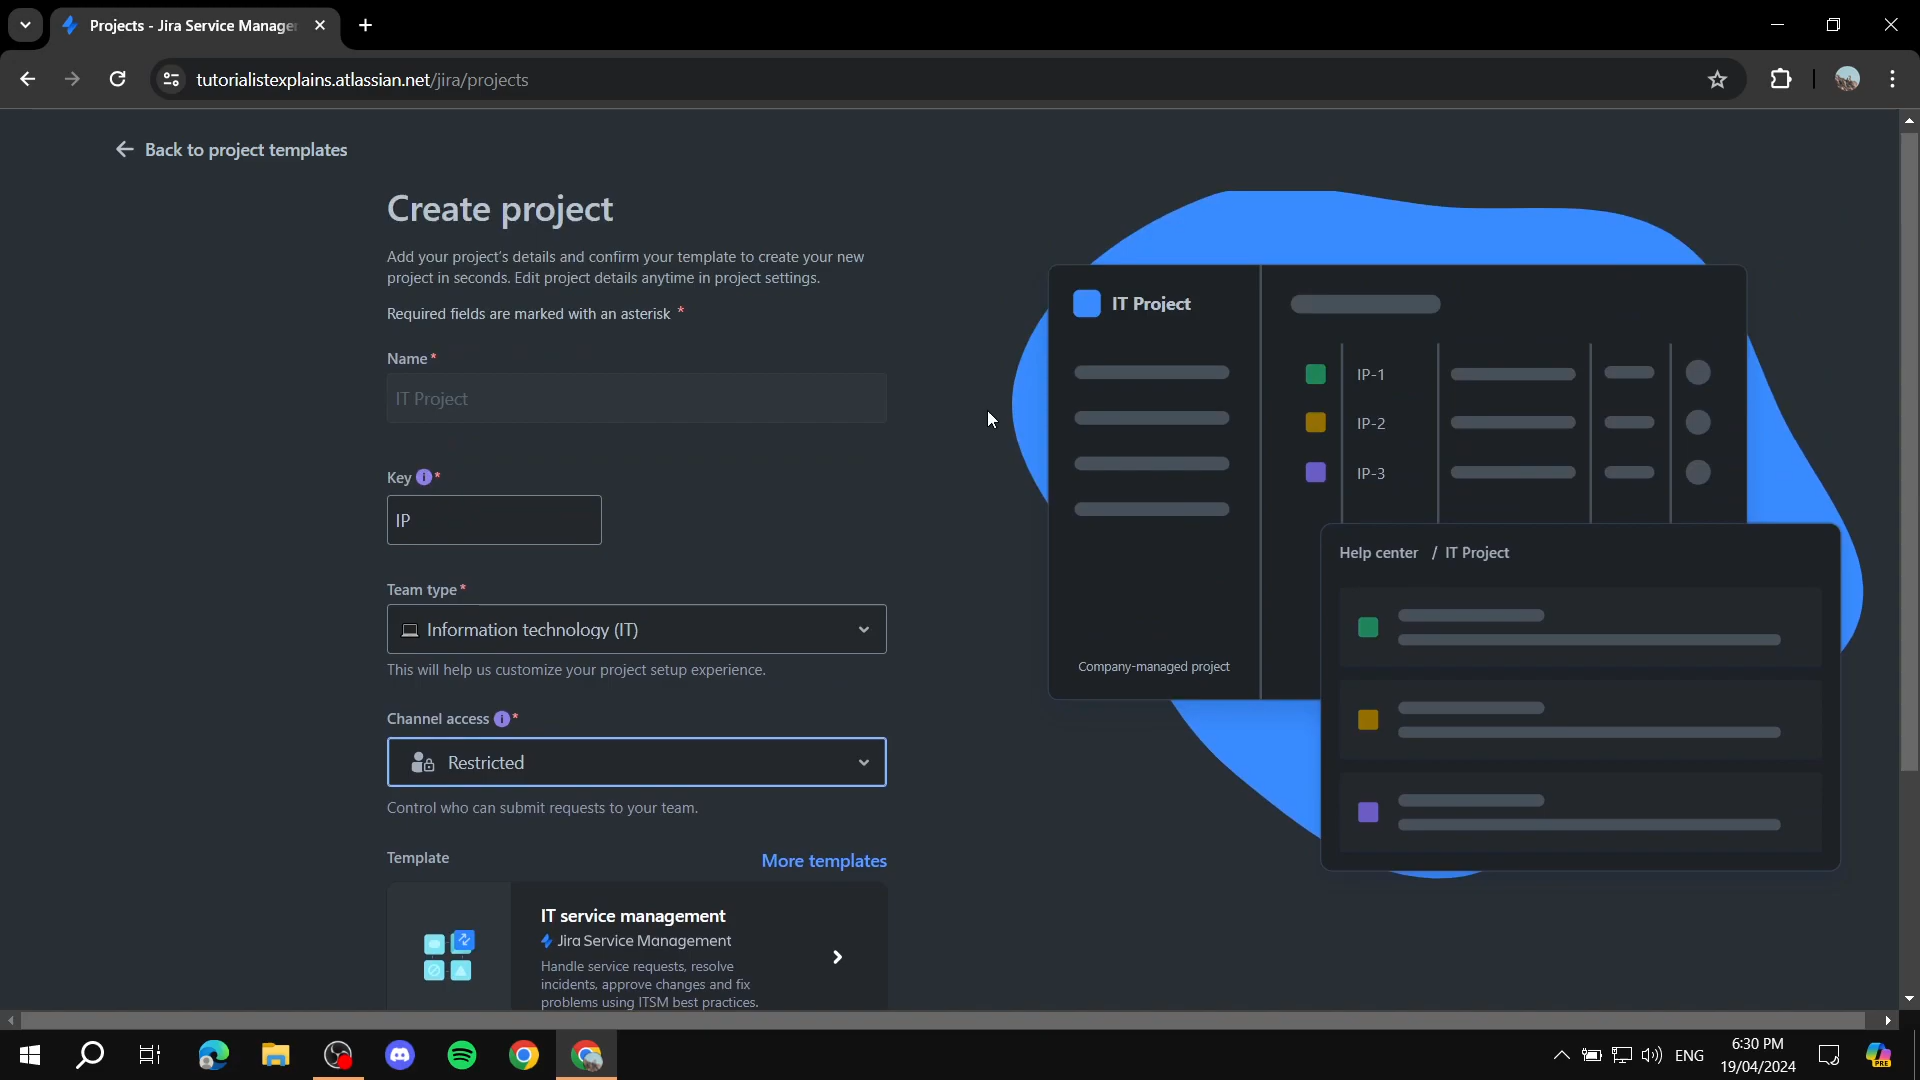 Projects - Jira Service Manage
tutorialistexplains.atlassian.net/jira/projects
Back to project templates
Create project
Add your project's details and confirm your template to create your new
project in seconds. Edit project details anytime in project settings.
Required fields are marked with an asterisk *
Name *
IT Project
Key i *
IP
Team type *
Information technology (IT)
This will help us customize your project setup experience.
Channel access i *
Restricted
Control who can submit requests to your team.
Template
More templates
IT service management
Jira Service Management
Handle service requests, resolve
incidents, approve changes and fix
problems using ITSM best practices.
IT Project
IP-1
IP-2
IP-3
Company-managed project
Help center / IT Project
ENG
6:30 PM
19/04/2024
PRE